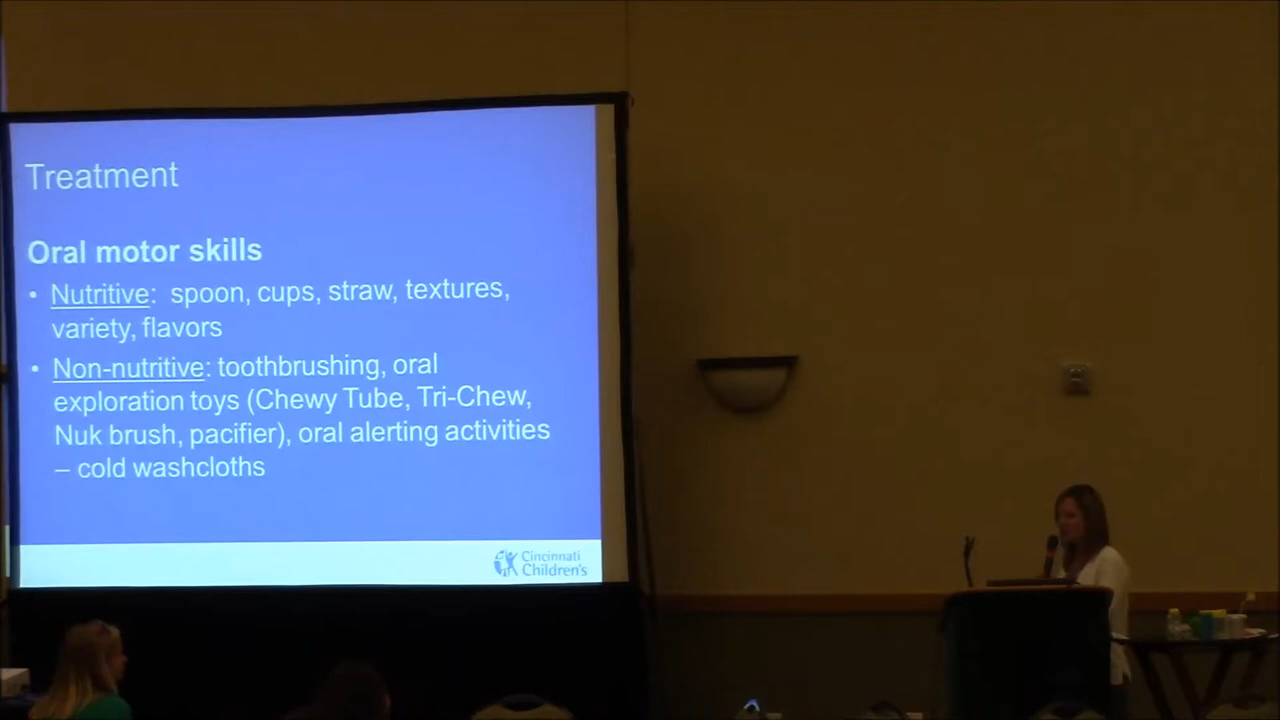 Treatment
Oral motor skills
• Nutritive: spoon, cups, straw, textures,
variety, flavors
• Non-nutritive: toothbrushing, oral
exploration toys (Chewy Tube, Tri-Chew,
Nuk brush, pacifier), oral alerting activities
– cold washcloths
Cincinnati
Children's